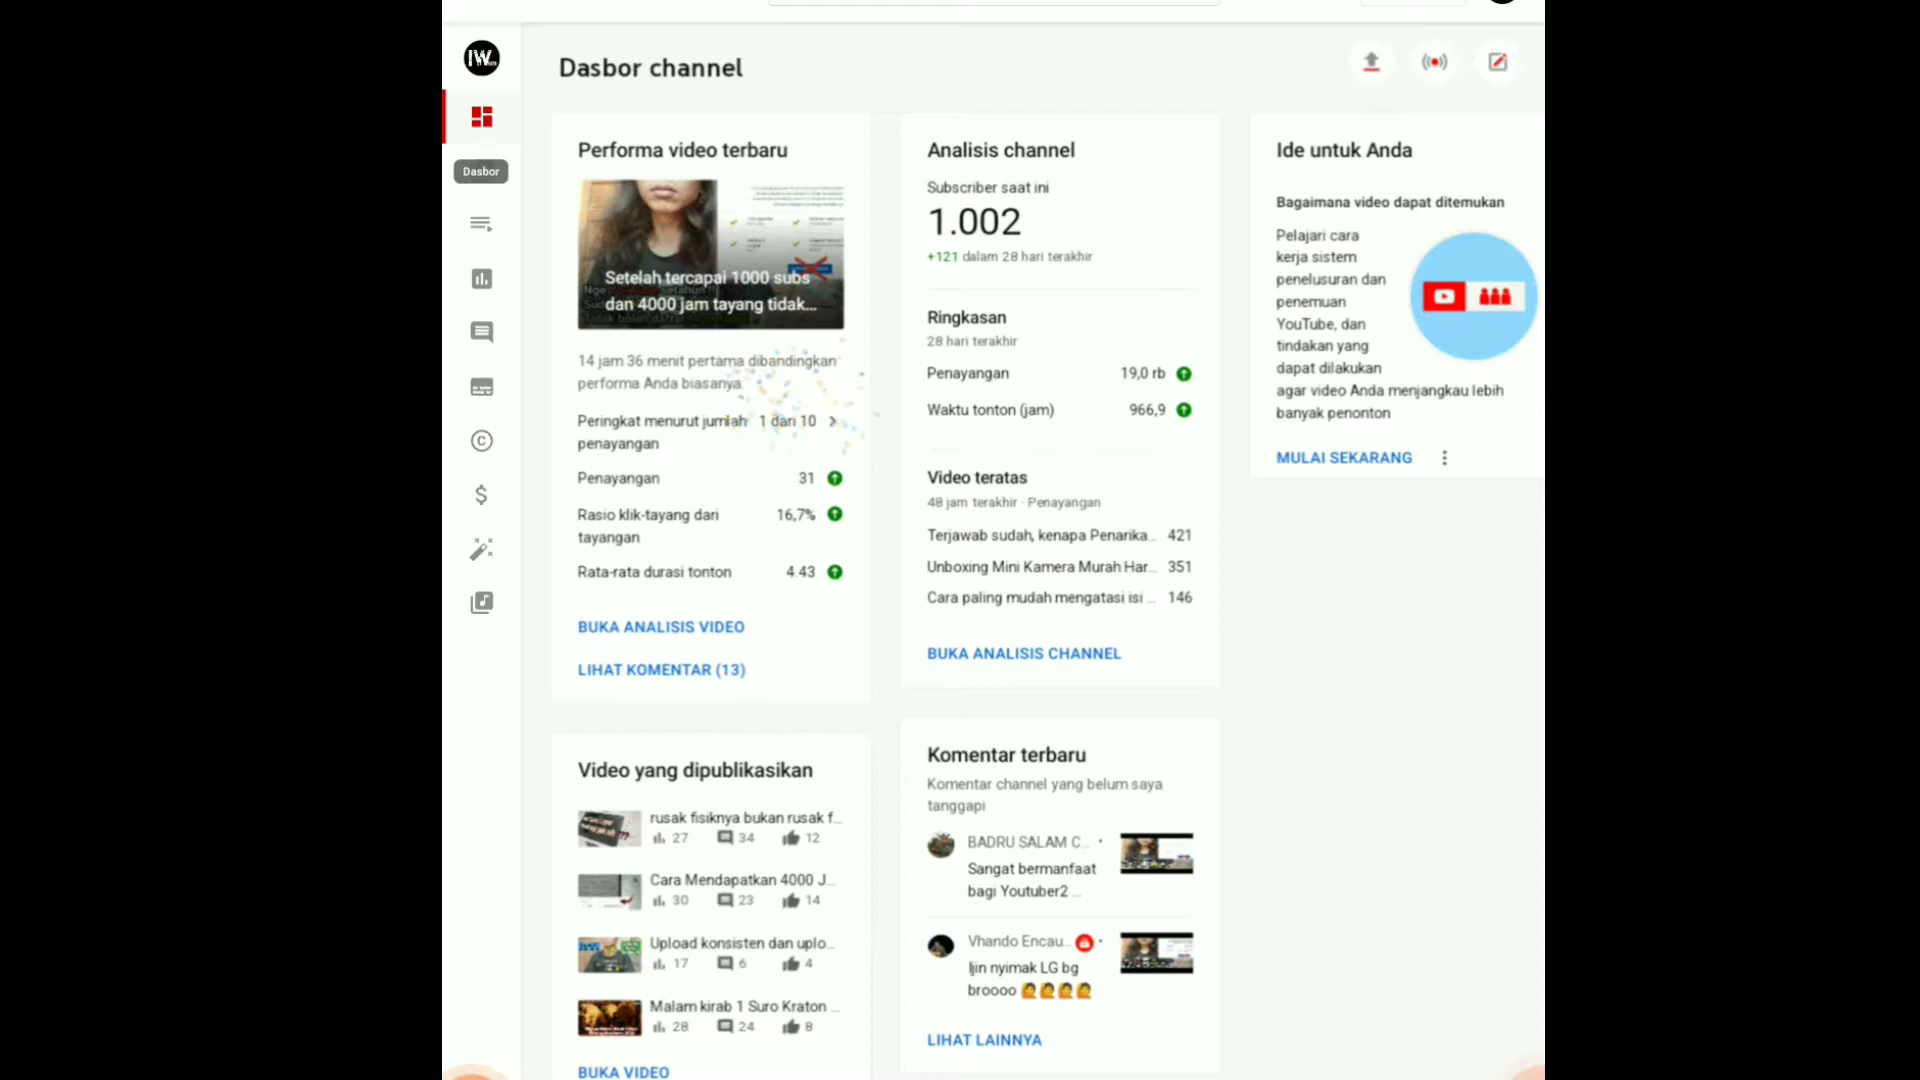 Dasbor channel
Dasbor
Performa video terbaru
Setelah tercapai 1000 subs
dan 4000 jam tayang tidak...
14 jam 36 menit pertama dibandingkan
performa Anda biasanya
Peringkat menurut jumlah 1 dari 10
penayangan
Penayangan 31
Rasio klik-tayang dari 16,7%
tayangan
Rata-rata durasi tonton 4 43
BUKA ANALISIS VIDEO
LIHAT KOMENTAR (13)
Video yang dipublikasikan
rusak fisiknya bukan rusak f...
27 34 12
Cara Mendapatkan 4000 J...
30 23 14
Upload konsisten dan uplo...
17 6 4
Malam kirab 1 Suro Kraton ...
28 24 8
BUKA VIDEO
Analisis channel
Subscriber saat ini
1.002
+121 dalam 28 hari terakhir
Ringkasan
28 hari terakhir
Penayangan 19,0 rb
Waktu tonton (jam) 966,9
Video teratas
48 jam terakhir · Penayangan
Terjawab sudah, kenapa Penarika... 421
Unboxing Mini Kamera Murah Har... 351
Cara paling mudah mengatasi isi ... 146
BUKA ANALISIS CHANNEL
Komentar terbaru
Komentar channel yang belum saya
tanggapi
BADRU SALAM C... •
Sangat bermanfaat
bagi Youtuber2 ...
Vhando Encau... •
Ijin nyimak LG bg
broooo 🙋🙋🙋🙋
LIHAT LAINNYA
Ide untuk Anda
Bagaimana video dapat ditemukan
Pelajari cara
kerja sistem
penelusuran dan
penemuan
YouTube, dan
tindakan yang
dapat dilakukan
agar video Anda menjangkau lebih
banyak penonton
MULAI SEKARANG